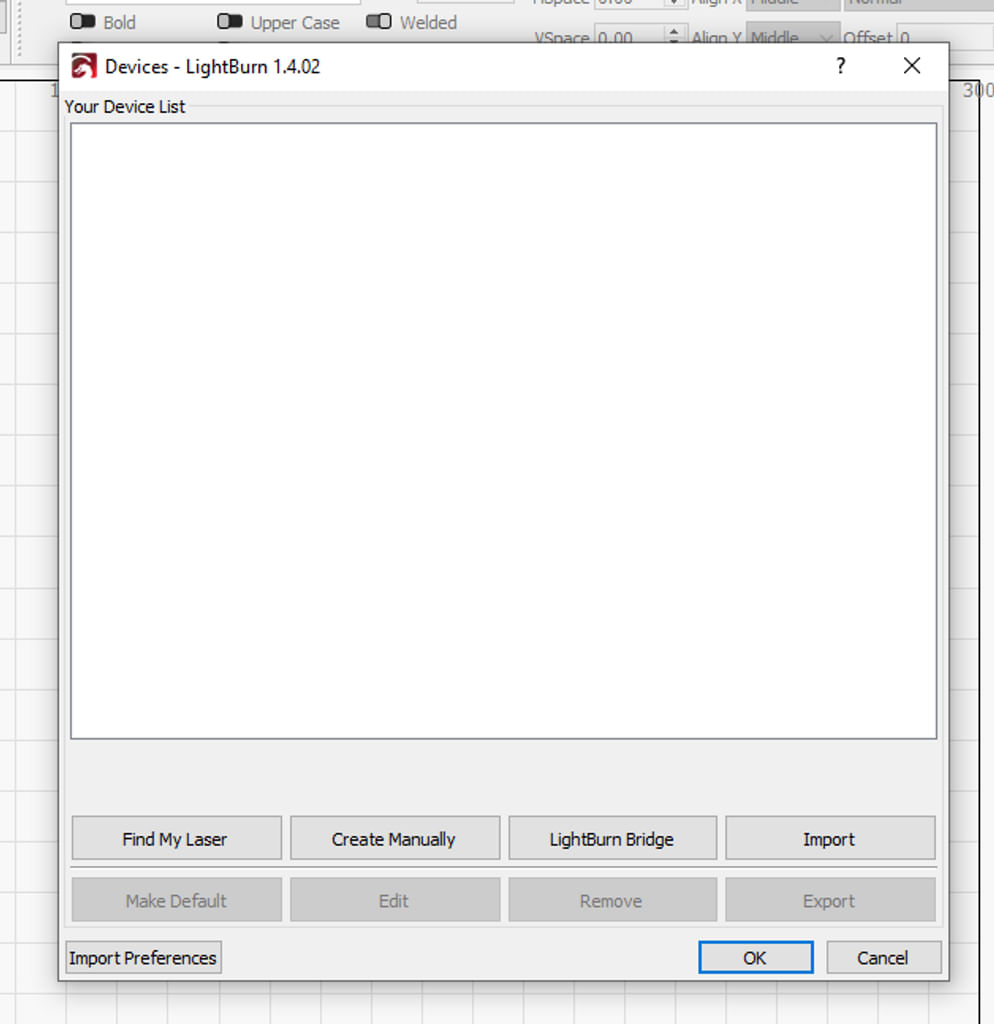 HSpace 0.00 Align X Middle Normal
Bold Upper Case Welded
VSpace 0.00 Align Y Middle Offset 0
Devices - LightBurn 1.4.02 ?
300
Your Device List
Find My Laser Create Manually LightBurn Bridge Import
Make Default Edit Remove Export
Import Preferences OK Cancel